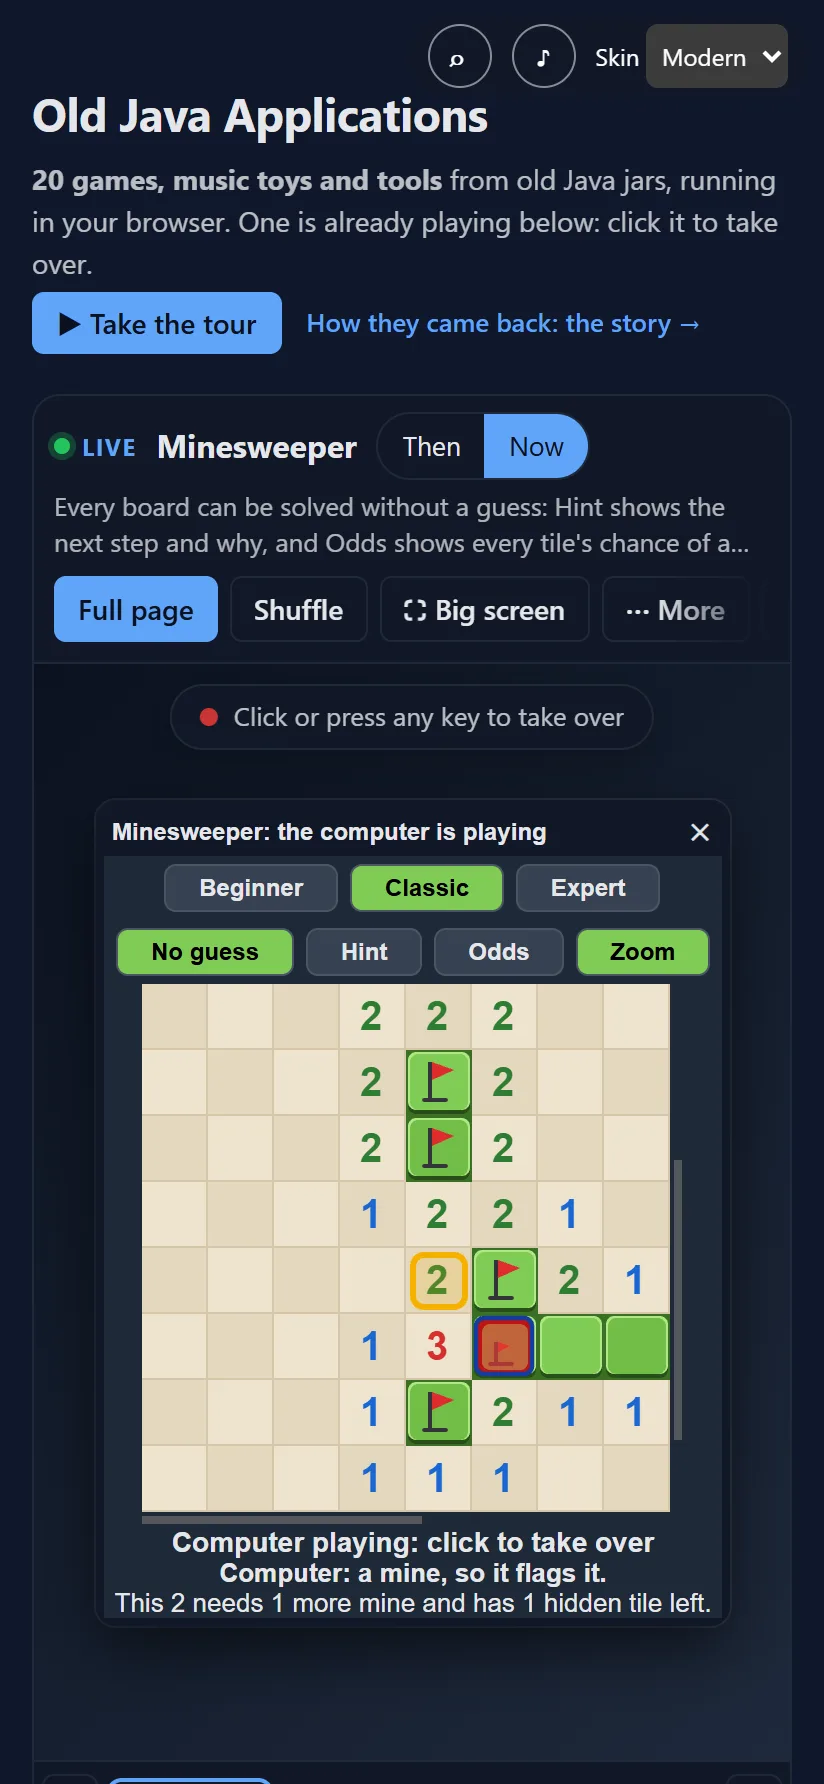 Skin Modern
Old Java Applications
20 games, music toys and tools from old Java jars, running
in your browser. One is already playing below: click it to take
over.
▶ Take the tour How they came back: the story →
LIVE Minesweeper Then Now
Every board can be solved without a guess: Hint shows the
next step and why, and Odds shows every tile's chance of a...
Full page Shuffle Big screen ··· More
Click or press any key to take over
Minesweeper: the computer is playing ✕
Beginner Classic Expert
No guess Hint Odds Zoom
2 2 2
2 2
2 2
1 2 2 1
2 2 1
1 3
1 2 1 1
1 1 1
Computer playing: click to take over
Computer: a mine, so it flags it.
This 2 needs 1 more mine and has 1 hidden tile left.